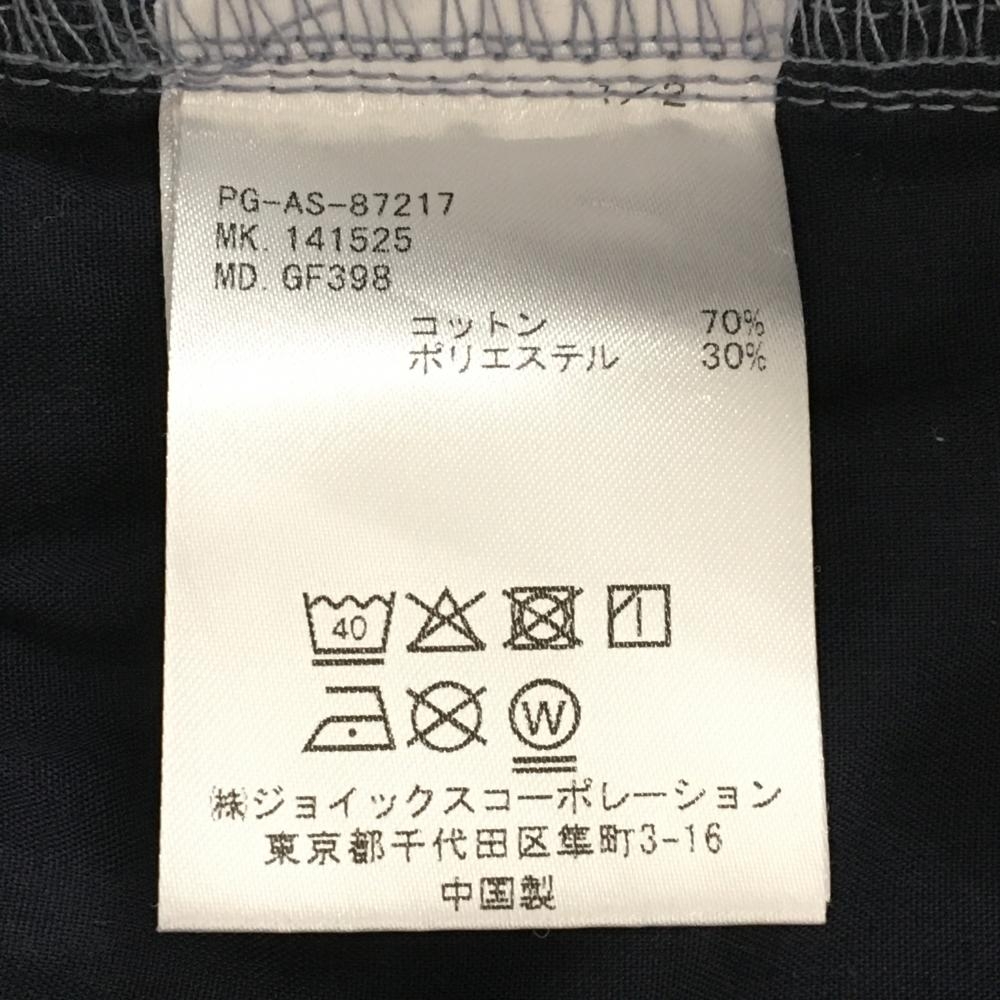 1/2
PG-AS-87217
MK. 141525
MD. GF398
コットン 70%
ポリエステル 30%
40
W
㈱ジョイックスコーポレーション
東京都千代田区隼町3-16
中国製